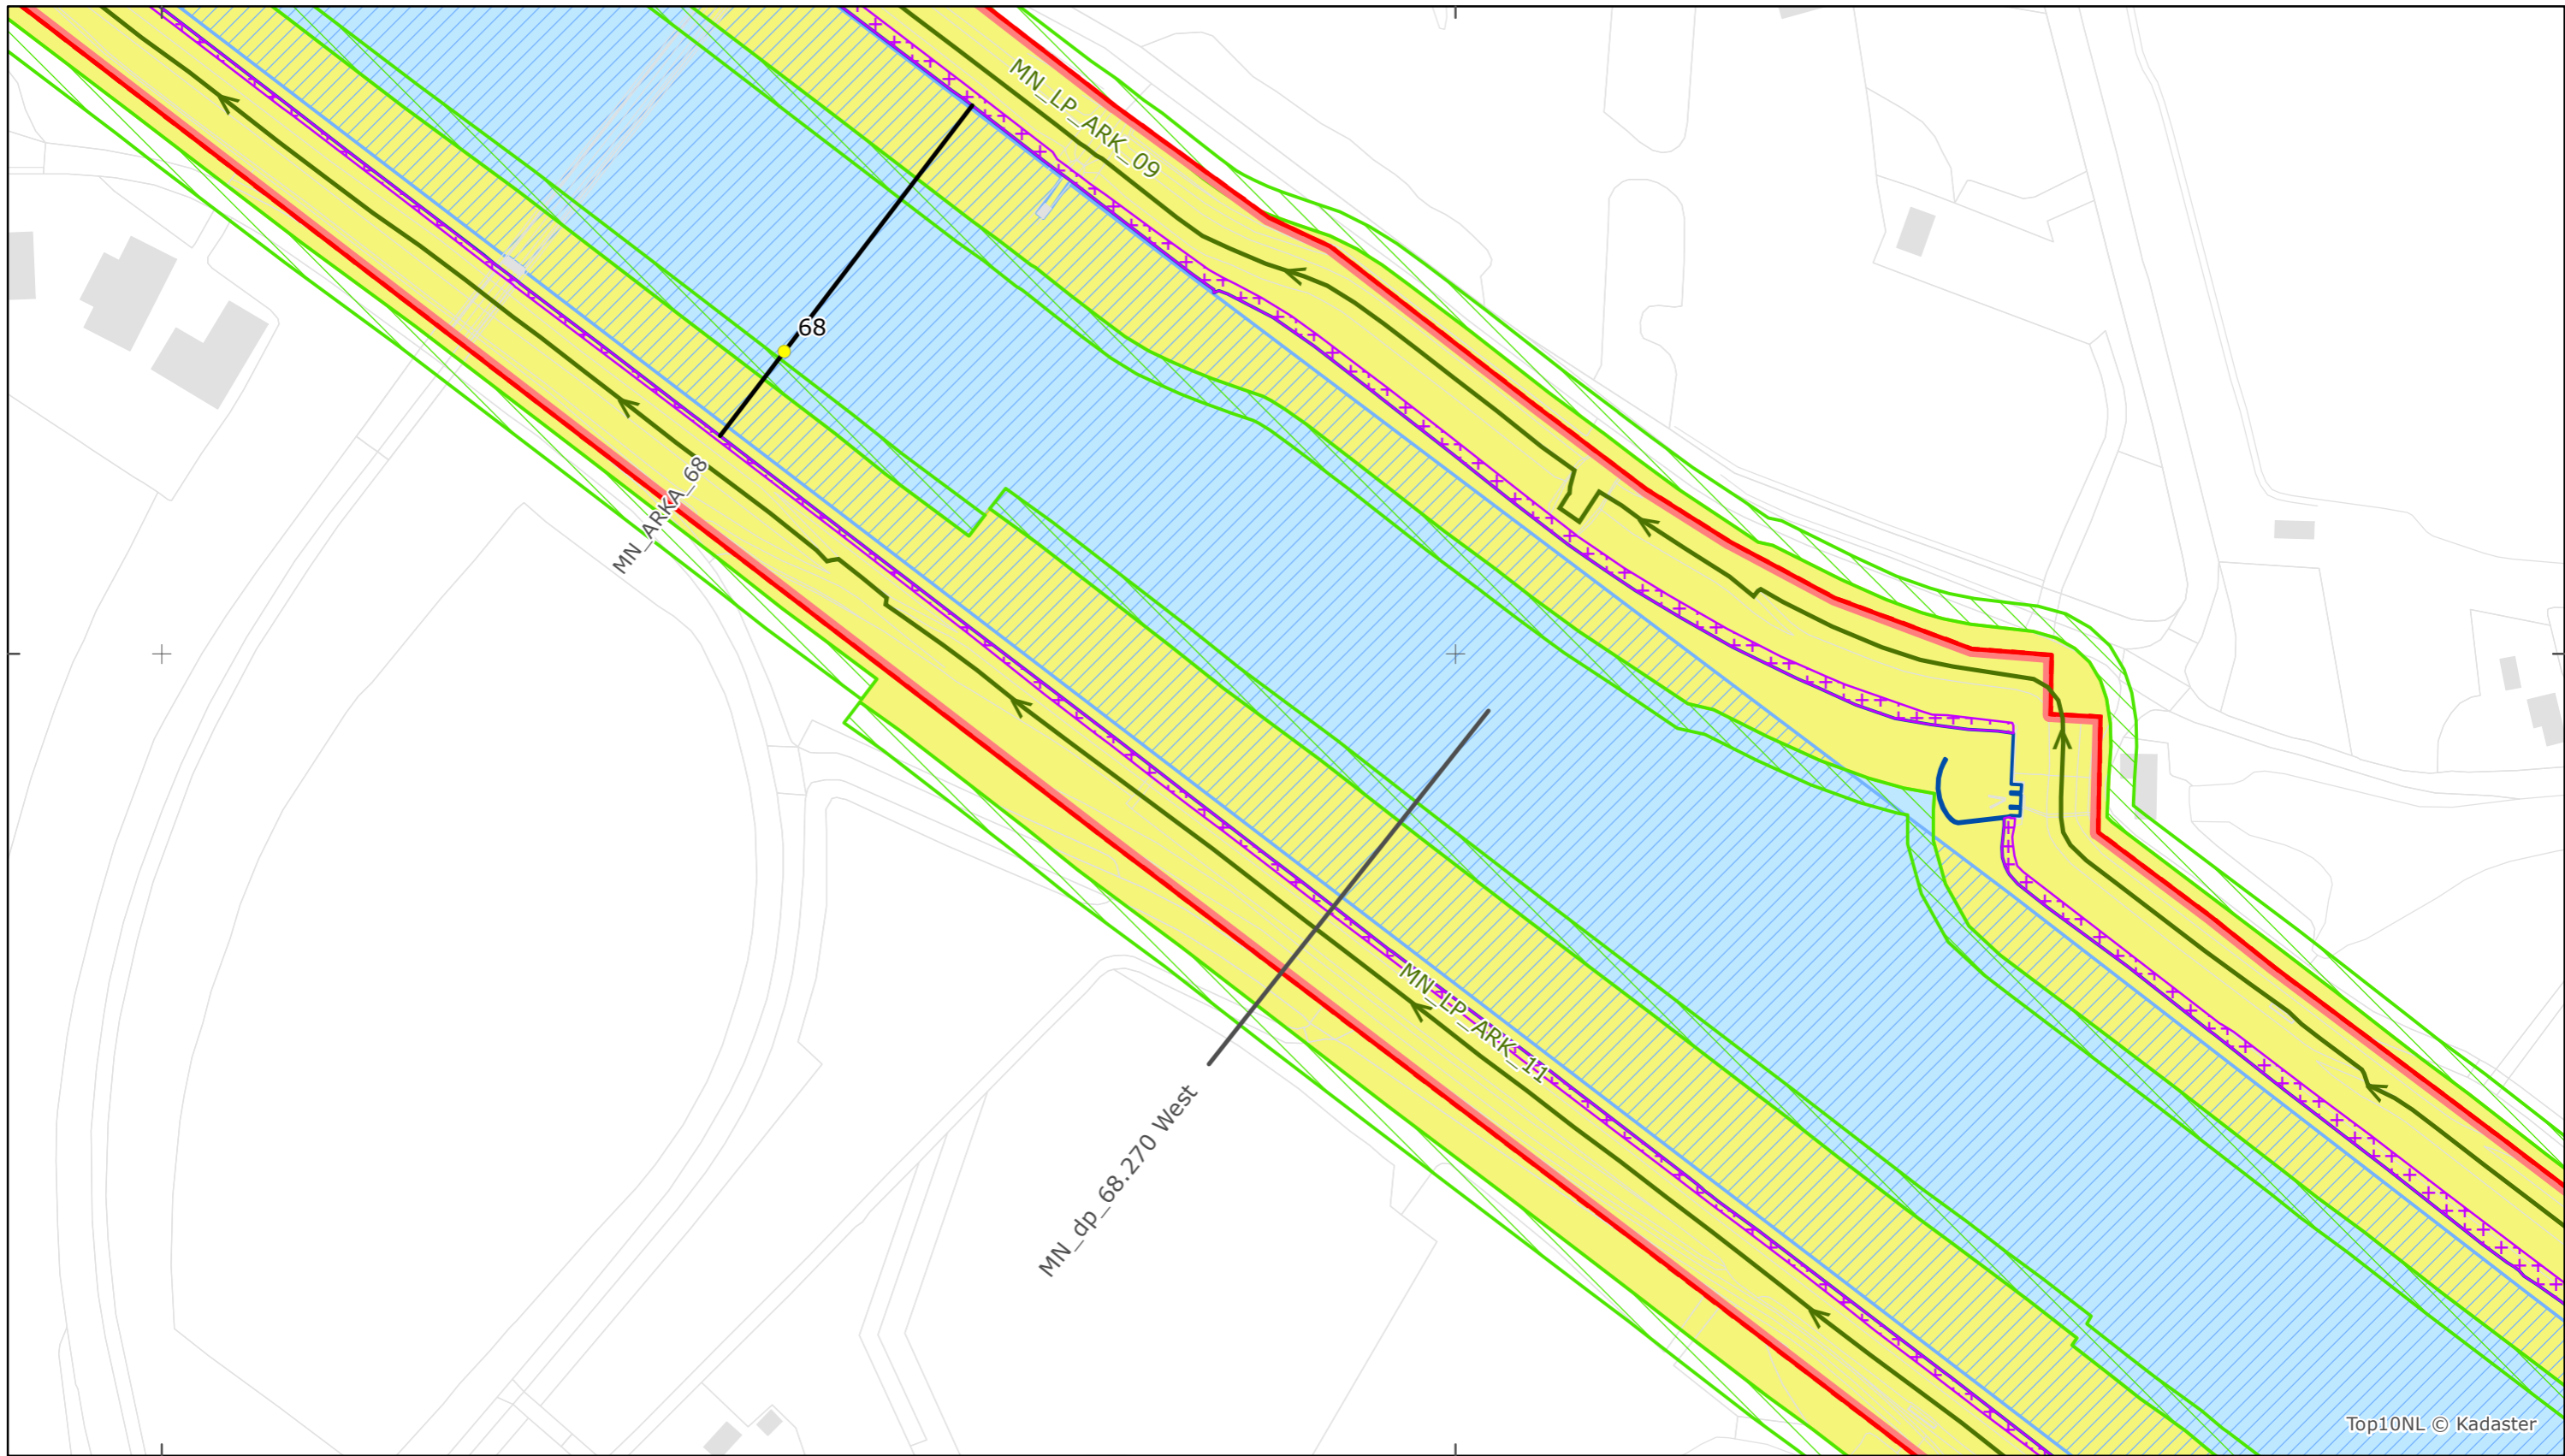 MN_LP_ARK_09
68
MN_ARKA_68
MN_LP_ARK_11
MN_dp_68.270 West
Top10NL © Kadaster